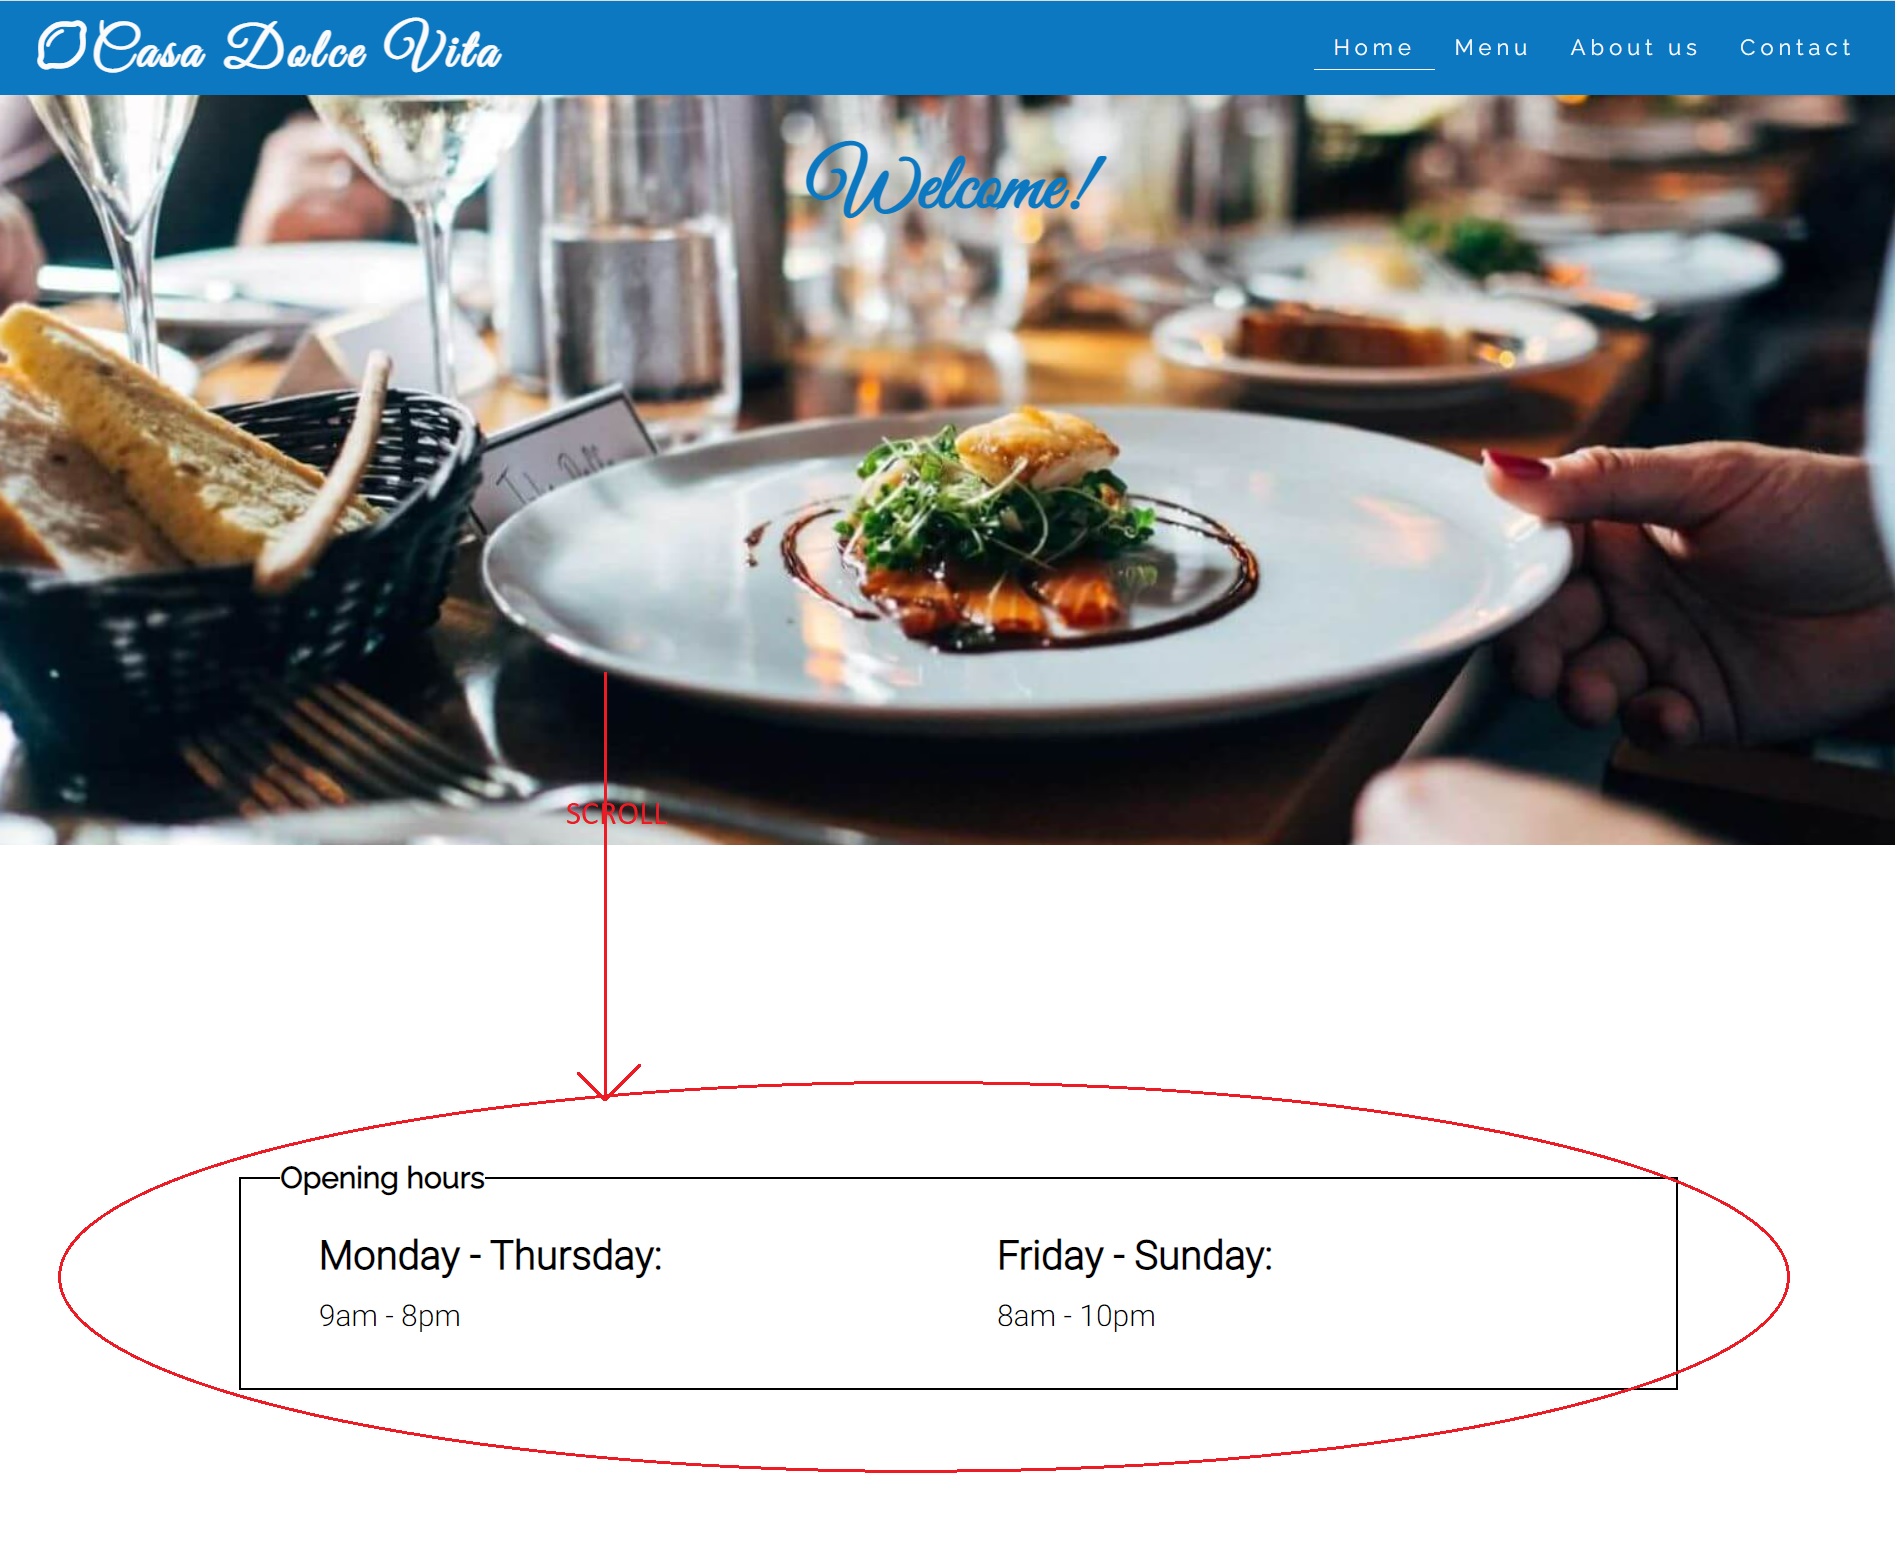 Casa Dolce Vita
Home Menu About us Contact
Welcome!
SCROLL
Opening hours
Monday - Thursday: Friday - Sunday:
9am - 8pm 8am - 10pm